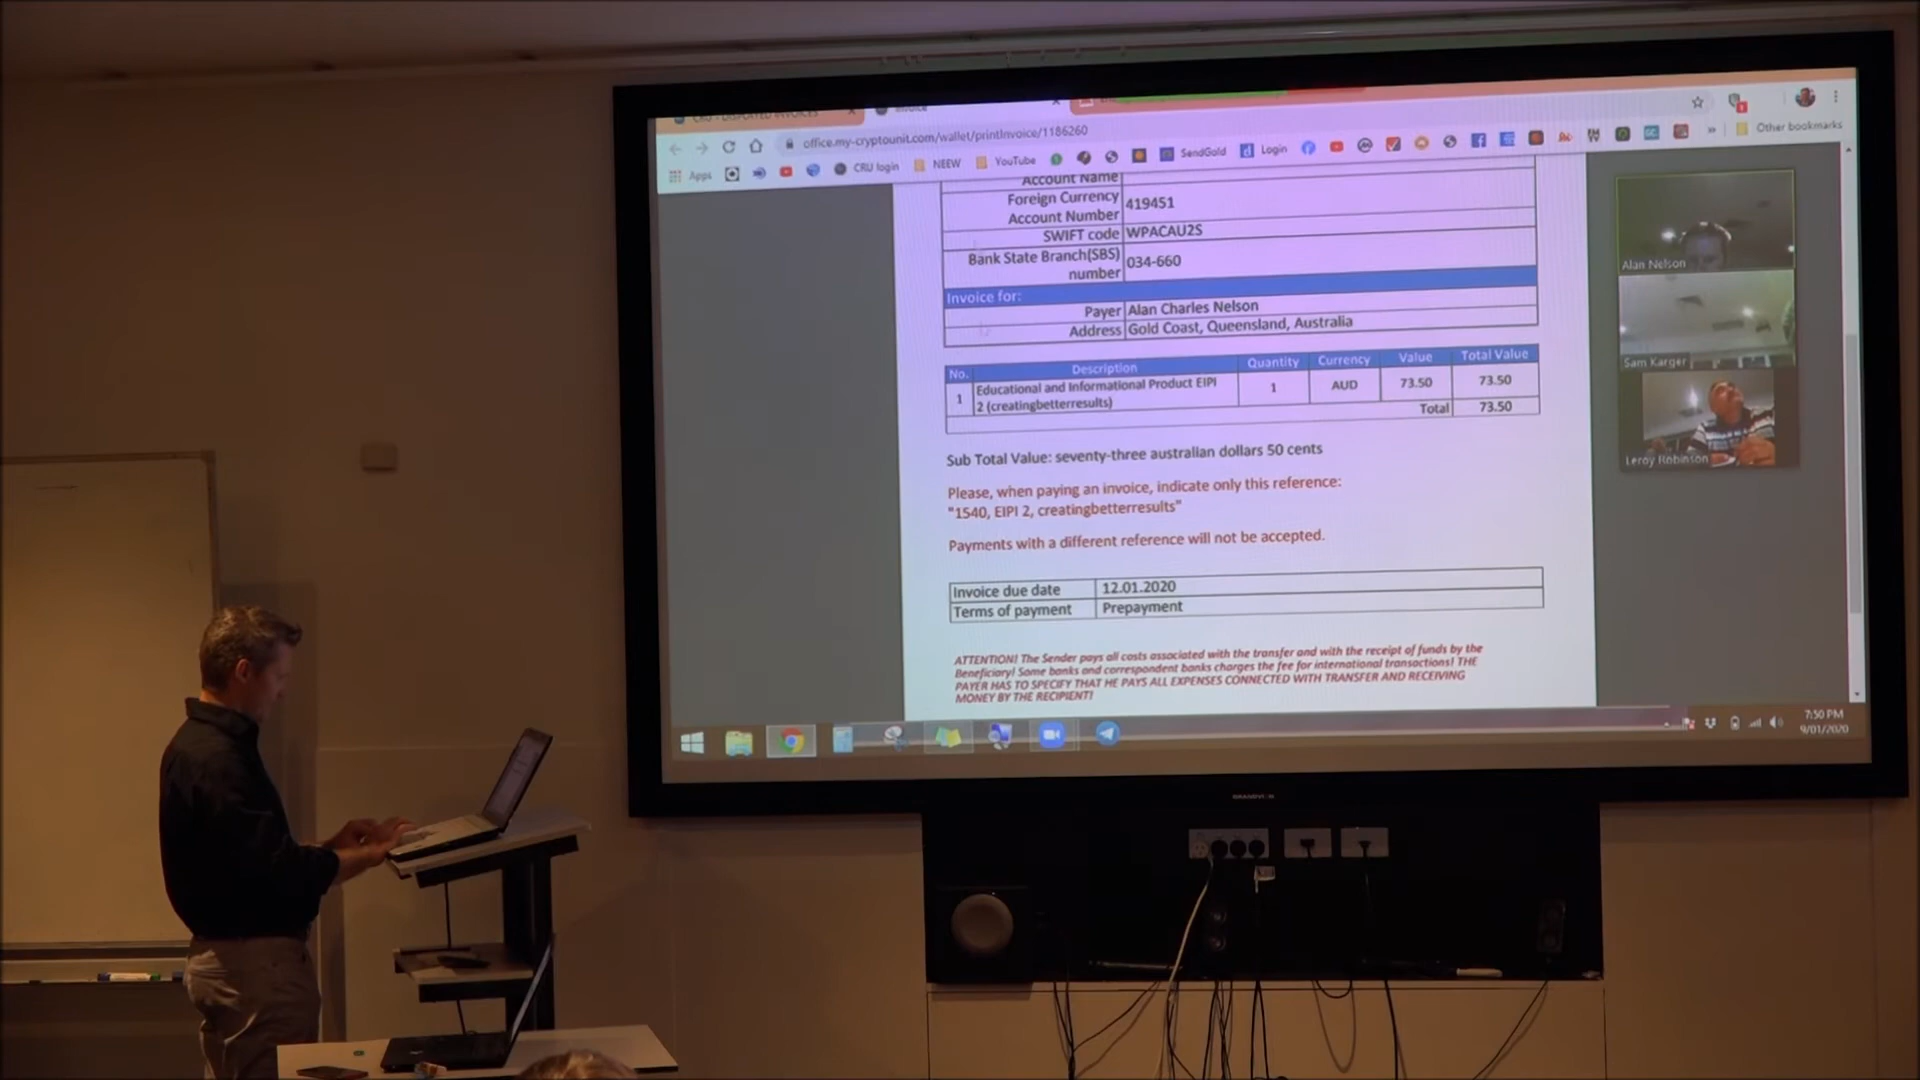 CRU - DISPUTED INVOICES
Invoice
office.my-cryptounit.com/wallet/printInvoice/1186260
Apps
CRU login
NEEW
YouTube
SendGold
Login
Other bookmarks
Account Name
Foreign Currency
Account Number
419451
SWIFT code
WPACAU2S
Bank State Branch(SBS)
number
034-660
Invoice for:
Payer
Alan Charles Nelson
Address
Gold Coast, Queensland, Australia
No. Description Quantity Currency Value Total Value
1 Educational and Informational Product EIPI
2 (creatingbetterresults)
1 AUD 73.50 73.50
Total 73.50
Sub Total Value: seventy-three australian dollars 50 cents
Please, when paying an invoice, indicate only this reference:
"1540, EIPI 2, creatingbetterresults"
Payments with a different reference will not be accepted.
Invoice due date 12.01.2020
Terms of payment Prepayment
ATTENTION! The Sender pays all costs associated with the transfer and with the receipt of funds by the
Beneficiary! Some banks and correspondent banks charges the fee for international transactions! THE
PAYER HAS TO SPECIFY THAT HE PAYS ALL EXPENSES CONNECTED WITH TRANSFER AND RECEIVING
MONEY BY THE RECIPIENT!
Alan Nelson
Sam Karger
Leroy Robinson
7:50 PM
9/01/2020
GRANDVIEW